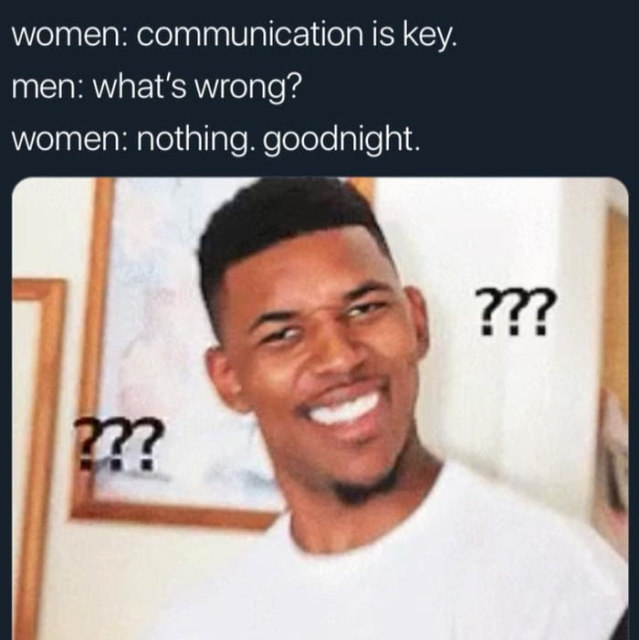 women: communication is key.
men: what's wrong?
women: nothing. goodnight.
???
???